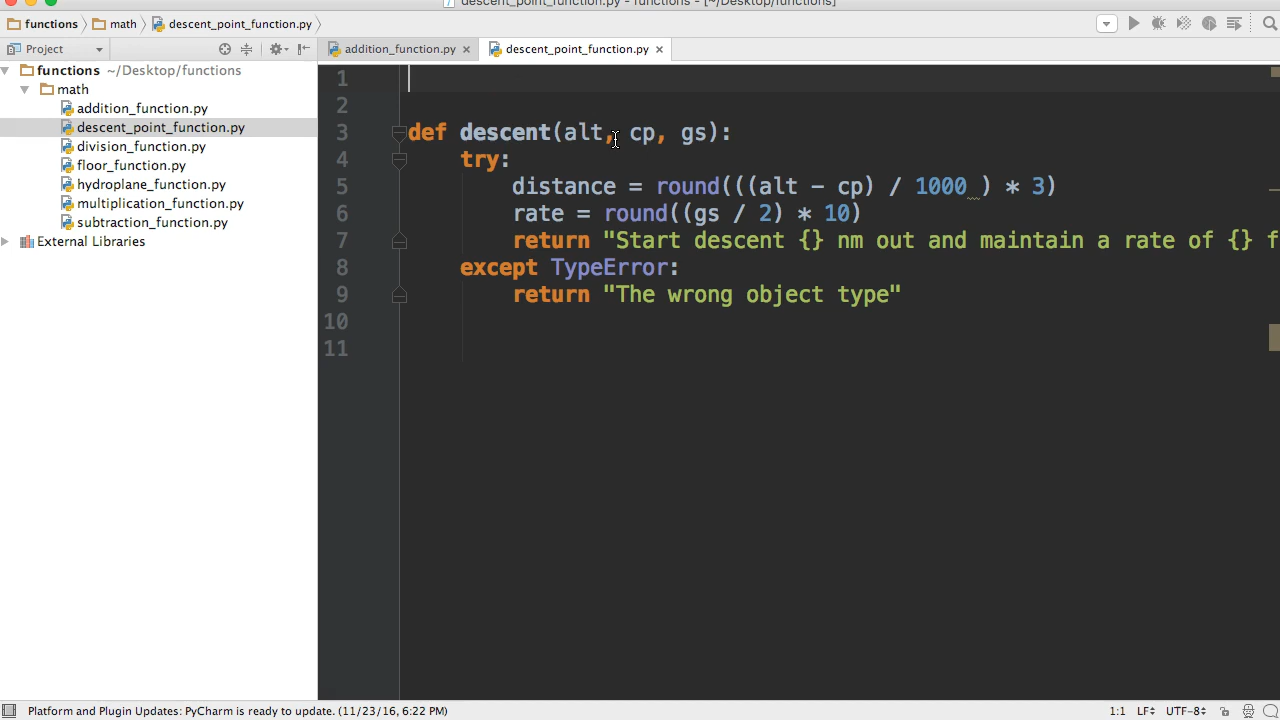 descent_point_function.py - functions - [~/Desktop/functions]
functions math descent_point_function.py
Project
addition_function.py descent_point_function.py
functions ~/Desktop/functions
math
addition_function.py
descent_point_function.py
division_function.py
floor_function.py
hydroplane_function.py
multiplication_function.py
subtraction_function.py
External Libraries
1
2
3 def descent(alt, cp, gs):
4 try:
5 distance = round(((alt - cp) / 1000 ) * 3)
6 rate = round((gs / 2) * 10)
7 return "Start descent {} nm out and maintain a rate of {} f
8 except TypeError:
9 return "The wrong object type"
10
11
Platform and Plugin Updates: PyCharm is ready to update. (11/23/16, 6:22 PM) 1:1 LF UTF-8